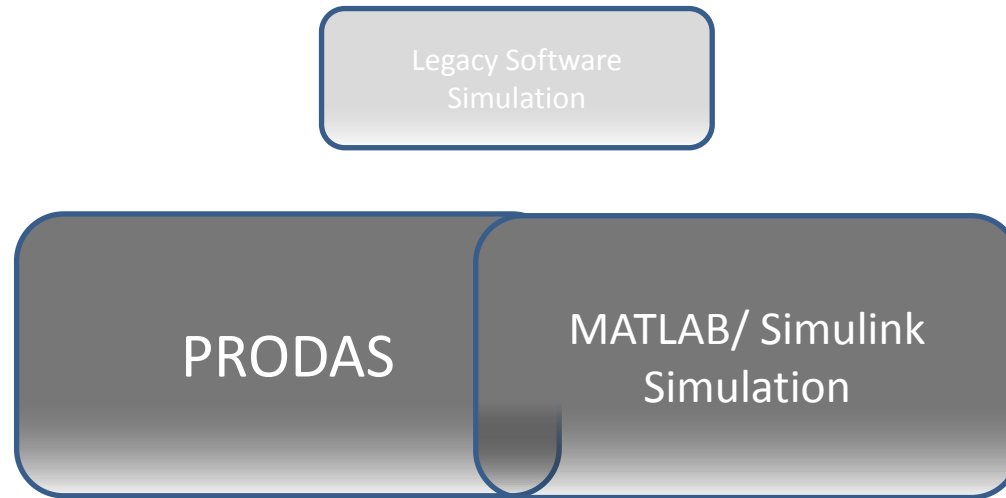 Legacy Software
Simulation
PRODAS
MATLAB/ Simulink
Simulation